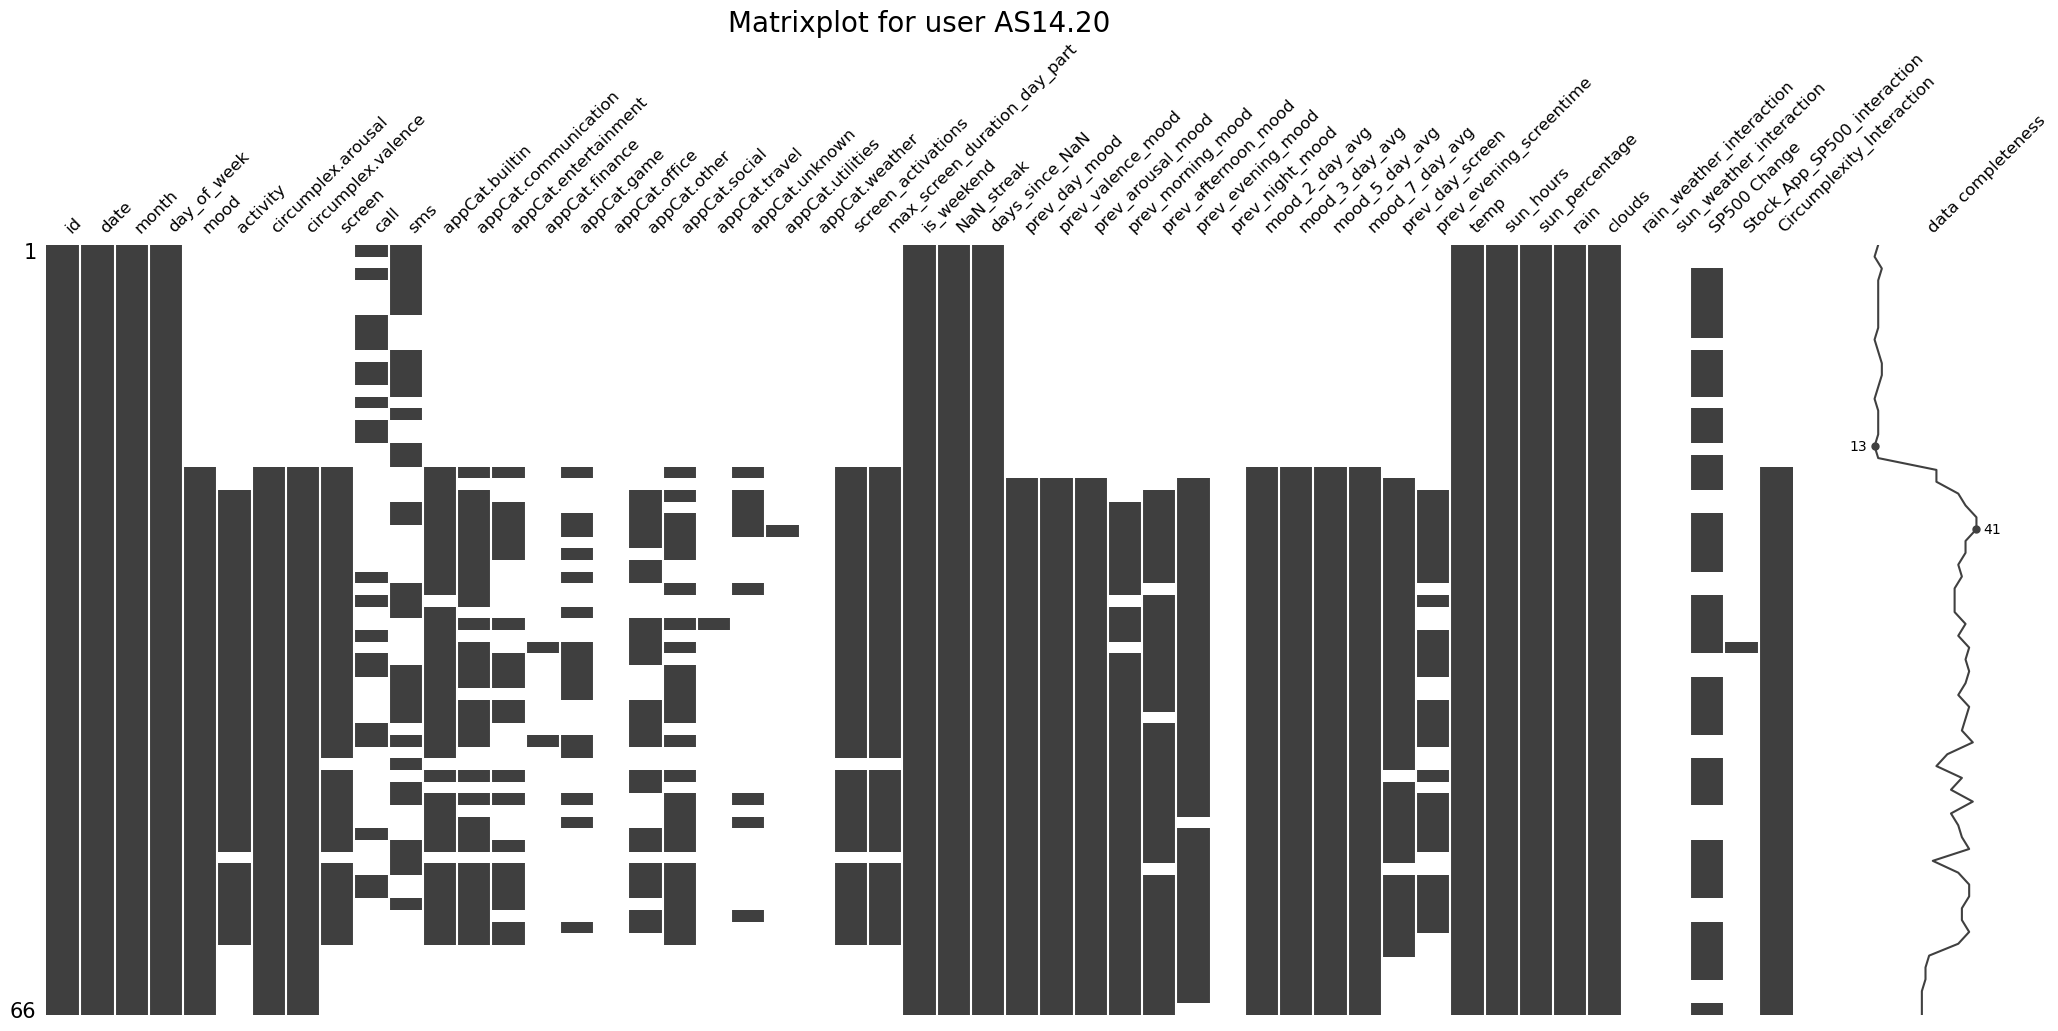 Matrixplot for user AS14.20
id
date
month
day_of_week
mood
activity
circumplex.arousal
circumplex.valence
screen
call
sms
appCat.builtin
appCat.communication
appCat.entertainment
appCat.finance
appCat.game
appCat.office
appCat.other
appCat.social
appCat.travel
appCat.unknown
appCat.utilities
appCat.weather
screen_activations
max_screen_duration_day_part
is_weekend
NaN_streak
days_since_NaN
prev_day_mood
prev_valence_mood
prev_arousal_mood
prev_morning_mood
prev_afternoon_mood
prev_evening_mood
prev_night_mood
mood_2_day_avg
mood_3_day_avg
mood_5_day_avg
mood_7_day_avg
prev_day_screen
prev_evening_screentime
temp
sun_hours
sun_percentage
rain
clouds
rain_weather_interaction
sun_weather_interaction
SP500 Change
Stock_App_SP500_interaction
Circumplexity_Interaction
data completeness
1
13
41
66